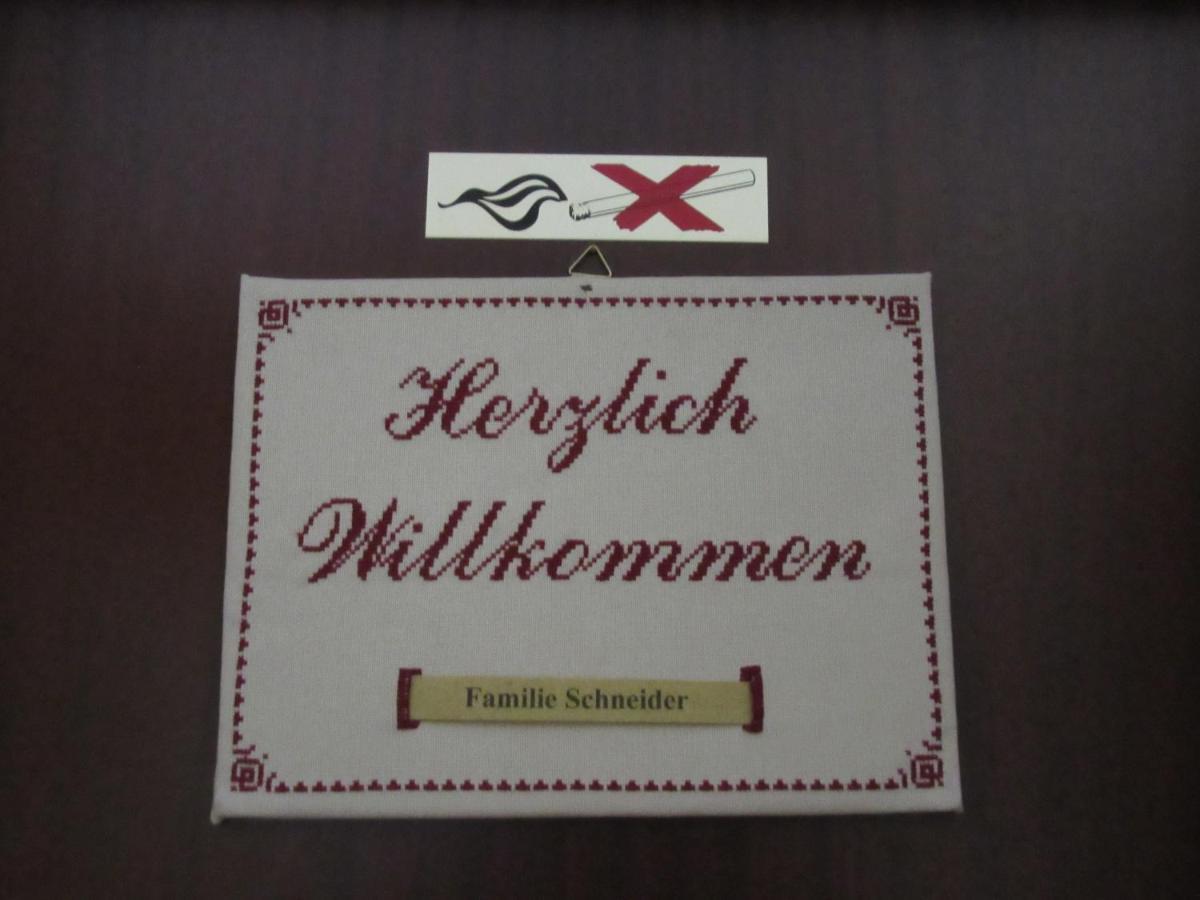 Herzlich
Willkommen
Familie Schneider